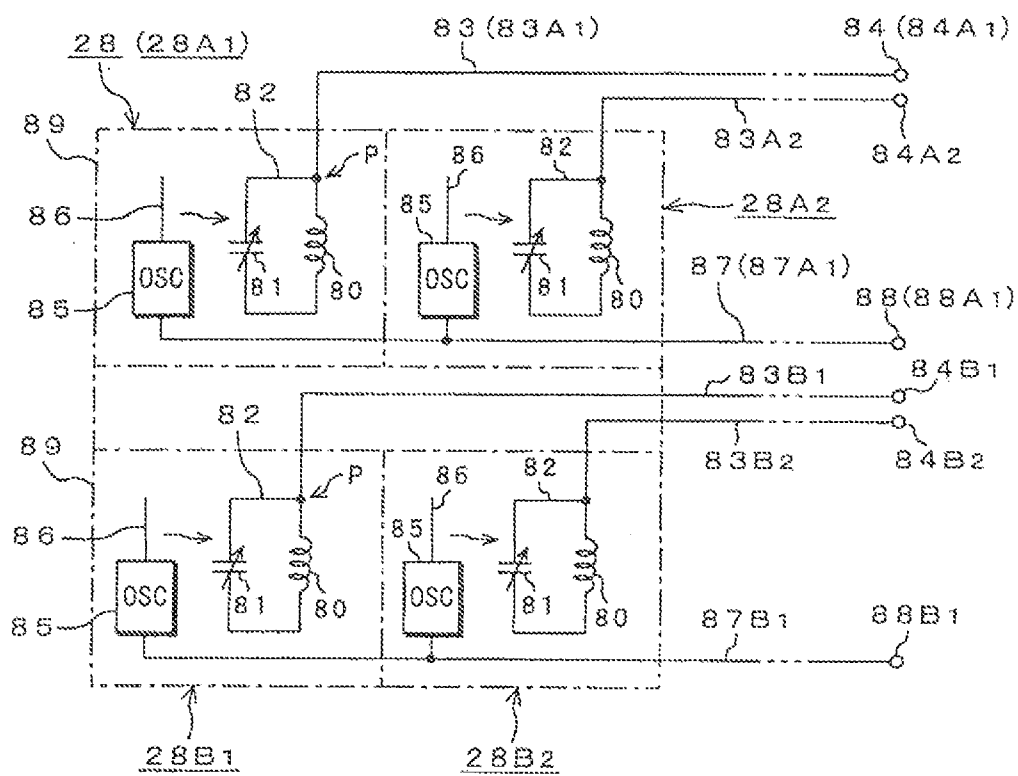 83(83A1)
84(84A1)
28 (28A1)
82
83A2
84A2
89
P
86
82
86
85
28A2
OSC
81
80
OSC
81
80
87(87A1)
85
88(88A1)
83B1
84B1
82
83B2
84B2
89
P
86
82
86
85
OSC
81
80
OSC
81
80
85
87B1
88B1
28B1
28B2